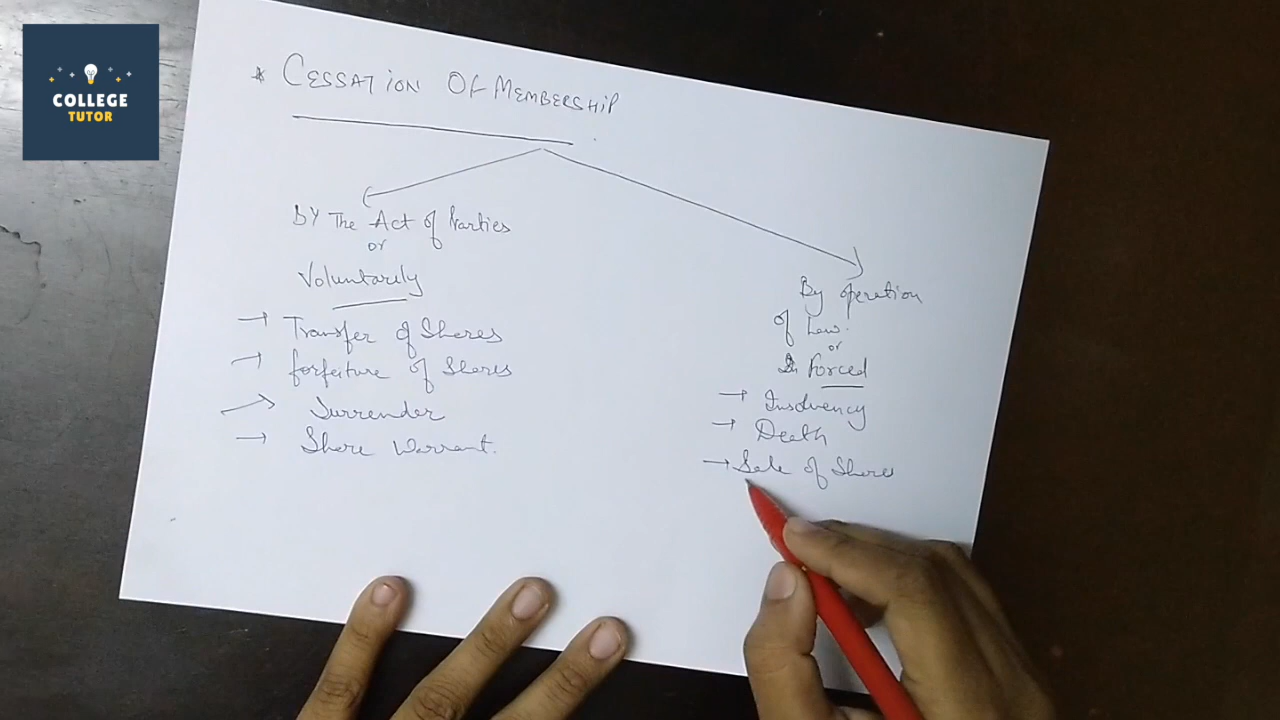 COLLEGE
TUTOR
* CESSATION OF MEMBERSHIP
BY The Act of Parties
or
Voluntarily
→ Transfer of Shares
→ forfeiture of Shares
→ Surrender
→ Share Warrant.
By operation
of Law.
or
Forced
→ Insolvency
→ Death
→ Sale of Shares